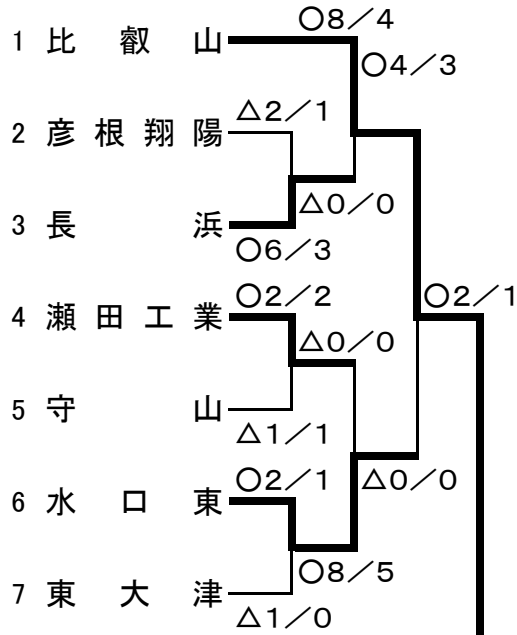 ○8/4
1 比叡山
○4/3
△2/1
2 彦根翔陽
△0/0
3 長浜
○6/3
○2/2
○2/1
4 瀬田工業
△0/0
5 守山
△1/1
○2/1
△0/0
6 水口東
○8/5
7 東大津
△1/0